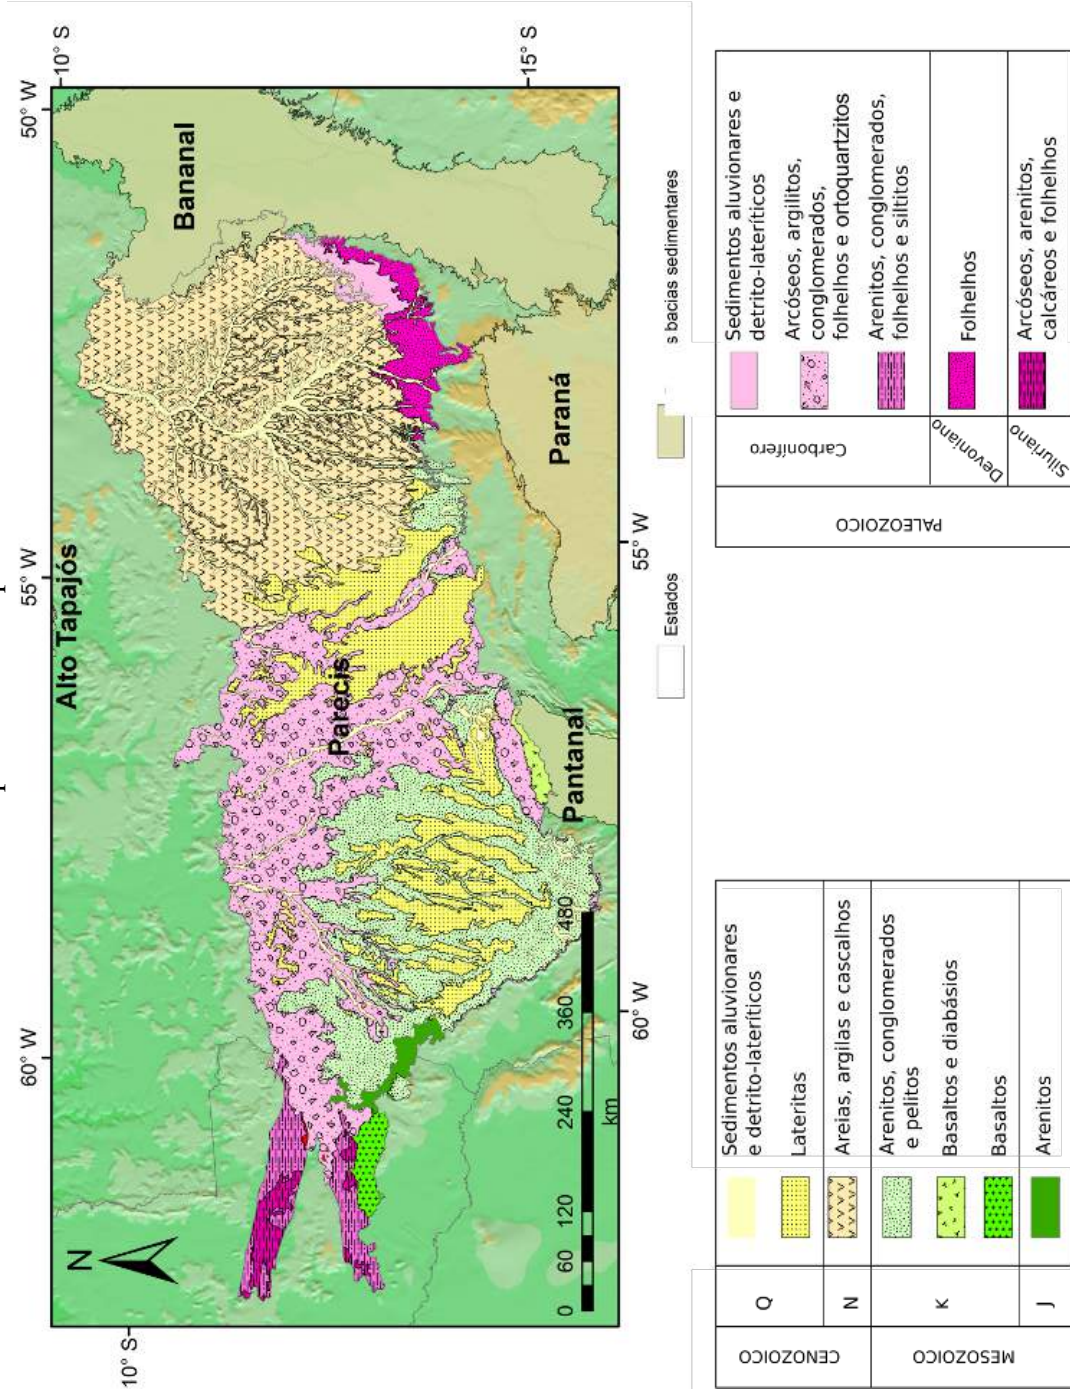 10° S
15° S
50° W
55° W
60° W
10° S
55° W
60° W
Alto Tapajós
Bananal
Parecis
Paraná
Pantanal
N
0 60 120 240 360 480
km
Estados
s bacias sedimentares
CENOZOICO
Q
Sedimentos aluvionares
e detrito-lateríticos
Lateritas
N
Areias, argilas e cascalhos
MESOZOICO
K
Arenitos, conglomerados
e pelitos
Basaltos e diabásios
Basaltos
J
Arenitos
PALEOZOICO
Carbonífero
Sedimentos aluvionares e
detrito-lateríticos
Arcóseos, argilitos,
conglomerados,
folhelhos e ortoquartzitos
Arenitos, conglomerados,
folhelhos e siltitos
Devoniano
Folhelhos
Siluriano
Arcóseos, arenitos,
calcáreos e folhelhos